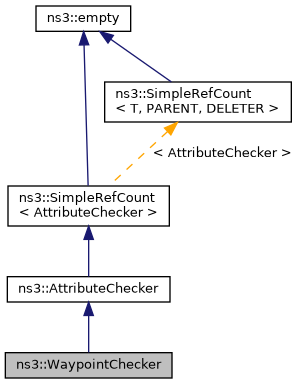 ns3::empty
ns3::SimpleRefCount
< T, PARENT, DELETER >
< AttributeChecker >
ns3::SimpleRefCount
< AttributeChecker >
ns3::AttributeChecker
ns3::WaypointChecker